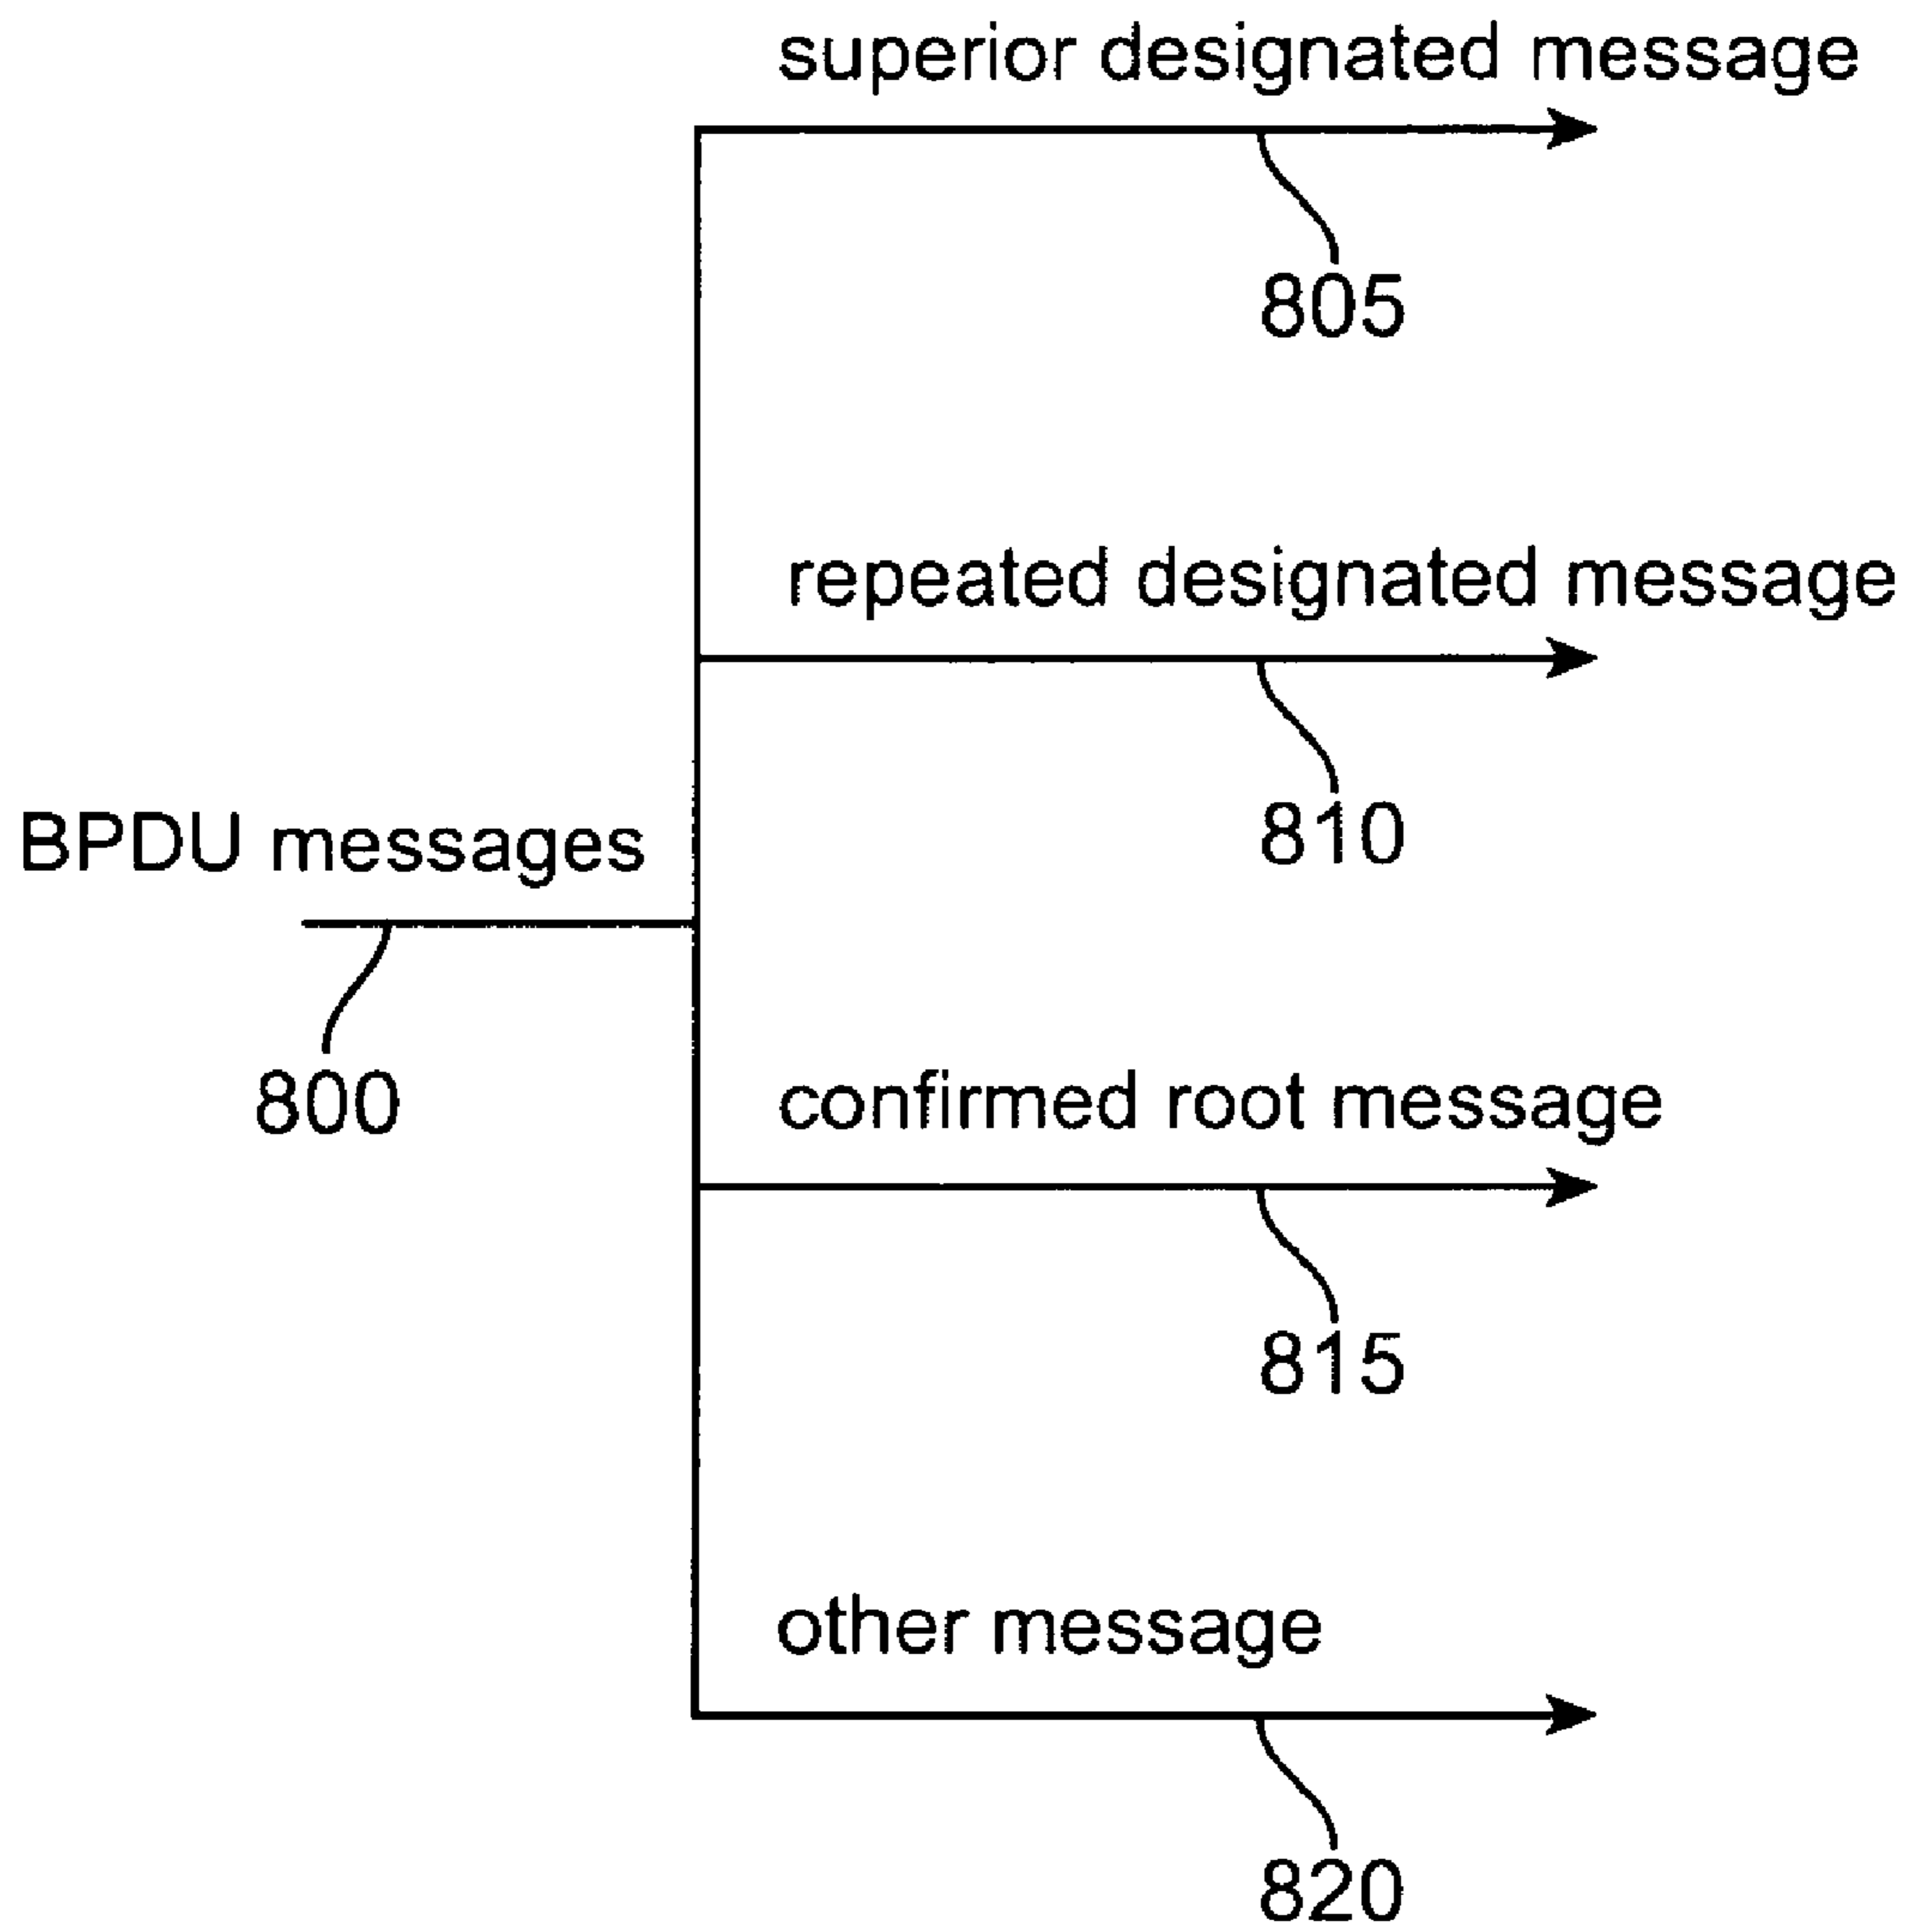 superior designated message
805
repeated designated message
810
BPDU messages
800
confirmed root message
815
other message
820